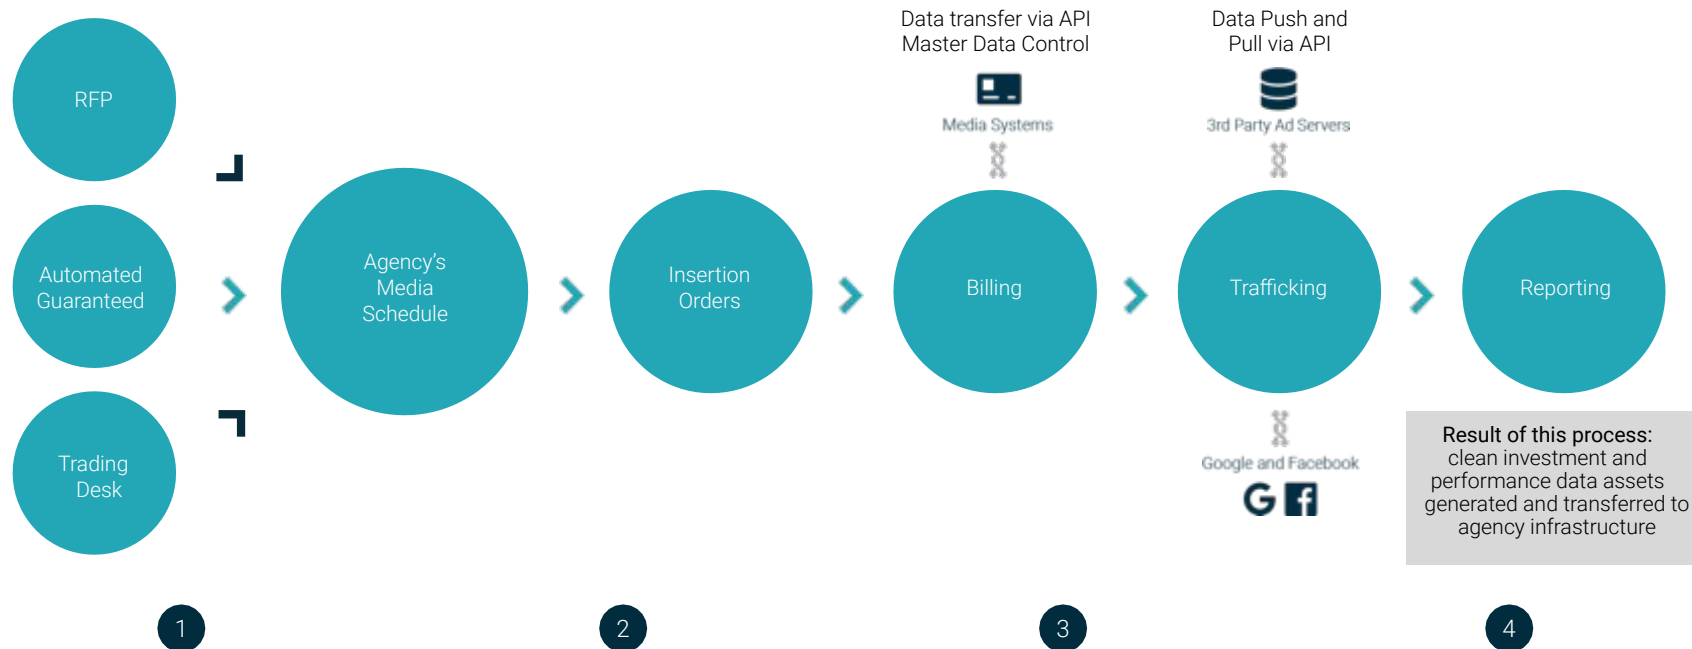 RFP
Automated
Guaranteed
Trading
Desk
Agency's
Media
Schedule
Insertion
Orders
Data transfer via API
Master Data Control
Media Systems
Billing
Data Push and
Pull via API
3rd Party Ad Servers
Trafficking
Google and Facebook
Reporting
Result of this process:
clean investment and
performance data assets
generated and transferred to
agency infrastructure
1
2
3
4